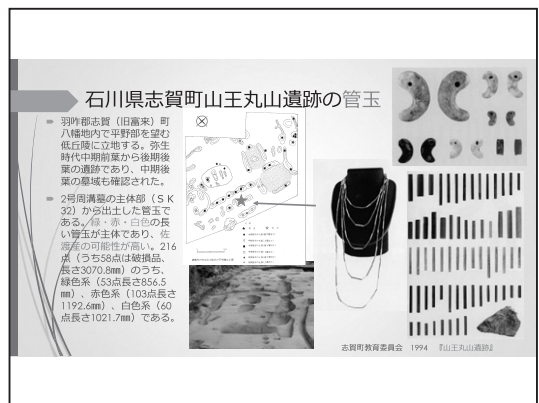 石川県志賀町山王丸山遺跡の管玉
羽咋郡志賀（旧富来）町
八幡地内で平野部を望む
低丘陵に立地する。弥生
時代中期前葉から後期後
葉の遺跡であり、中期後
葉の墓域も確認された。
2号周溝墓の主体部（ＳＫ
32）から出土した管玉で
ある。緑・赤・白色の長
い管玉が主体であり、佐
渡産の可能性が高い。216
点（うち58点は破損品、
長さ3070.8㎜）のうち、
緑色系（53点長さ856.5
㎜）、赤色系（103点長さ
1192.6㎜）、白色系（60
点長さ1021.7㎜）である。
志賀町教育委員会　1994　『山王丸山遺跡』